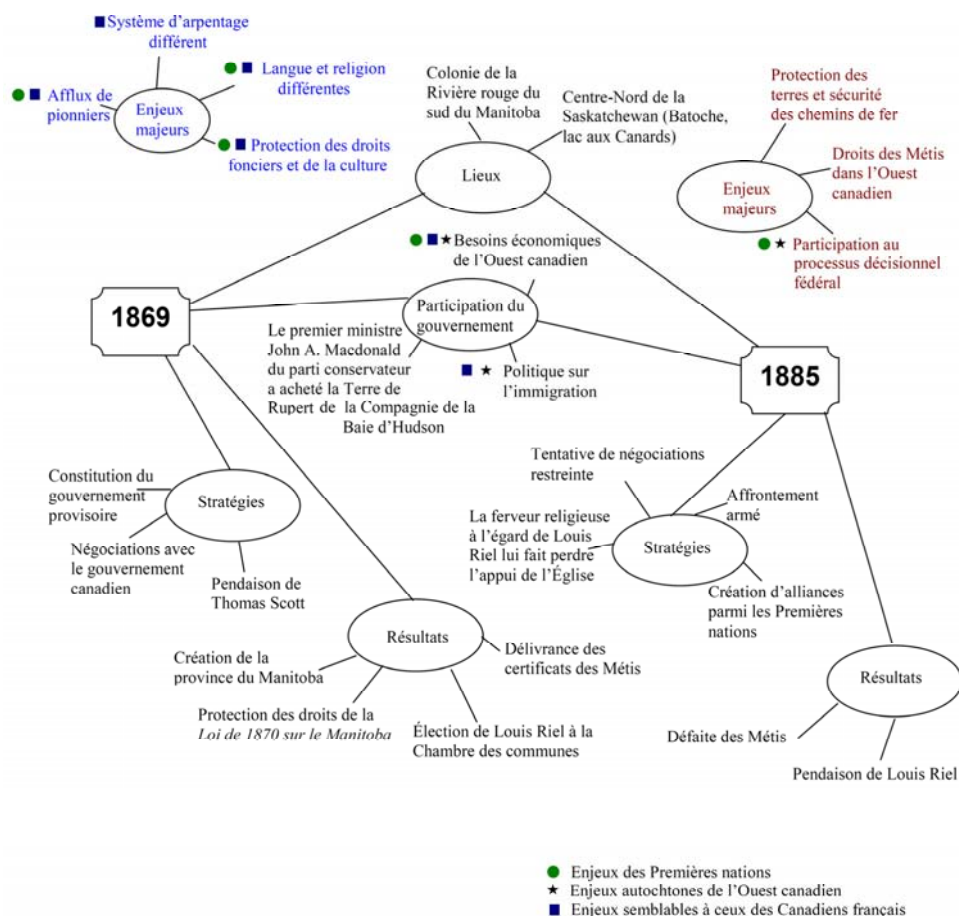 Système d'arpentage
différent
Langue et religion
différentes
Afflux de
pionniers
Enjeux
majeurs
Protection des droits
fonciers et de la culture
Colonie de la
Rivière rouge du
sud du Manitoba
Centre-Nord de la
Saskatchewan (Batoche,
lac aux Canards)
Lieux
Protection des
terres et sécurité
des chemins de fer
Droits des Métis
dans l'Ouest
canadien
Enjeux
majeurs
Participation au
processus décisionnel
fédéral
Besoins économiques
de l'Ouest canadien
Participation du
gouvernement
1869
Le premier ministre
John A. Macdonald
du parti conservateur
a acheté la Terre de
Rupert de la Compagnie de la
Baie d'Hudson
Politique sur
l'immigration
1885
Constitution du
gouvernement
provisoire
Stratégies
Négociations avec
le gouvernement
canadien
Pendaison de
Thomas Scott
Tentative de négociations
restreinte
Affrontement
armé
La ferveur religieuse
à l'égard de Louis
Riel lui fait perdre
l'appui de l'Église
Stratégies
Création d'alliances
parmi les Premières
nations
Résultats
Création de la
province du Manitoba
Délivrance des
certificats des Métis
Protection des droits de la
Loi de 1870 sur le Manitoba
Élection de Louis Riel à la
Chambre des communes
Résultats
Défaite des Métis
Pendaison de Louis Riel
Enjeux des Premières nations
Enjeux autochtones de l'Ouest canadien
Enjeux semblables à ceux des Canadiens français